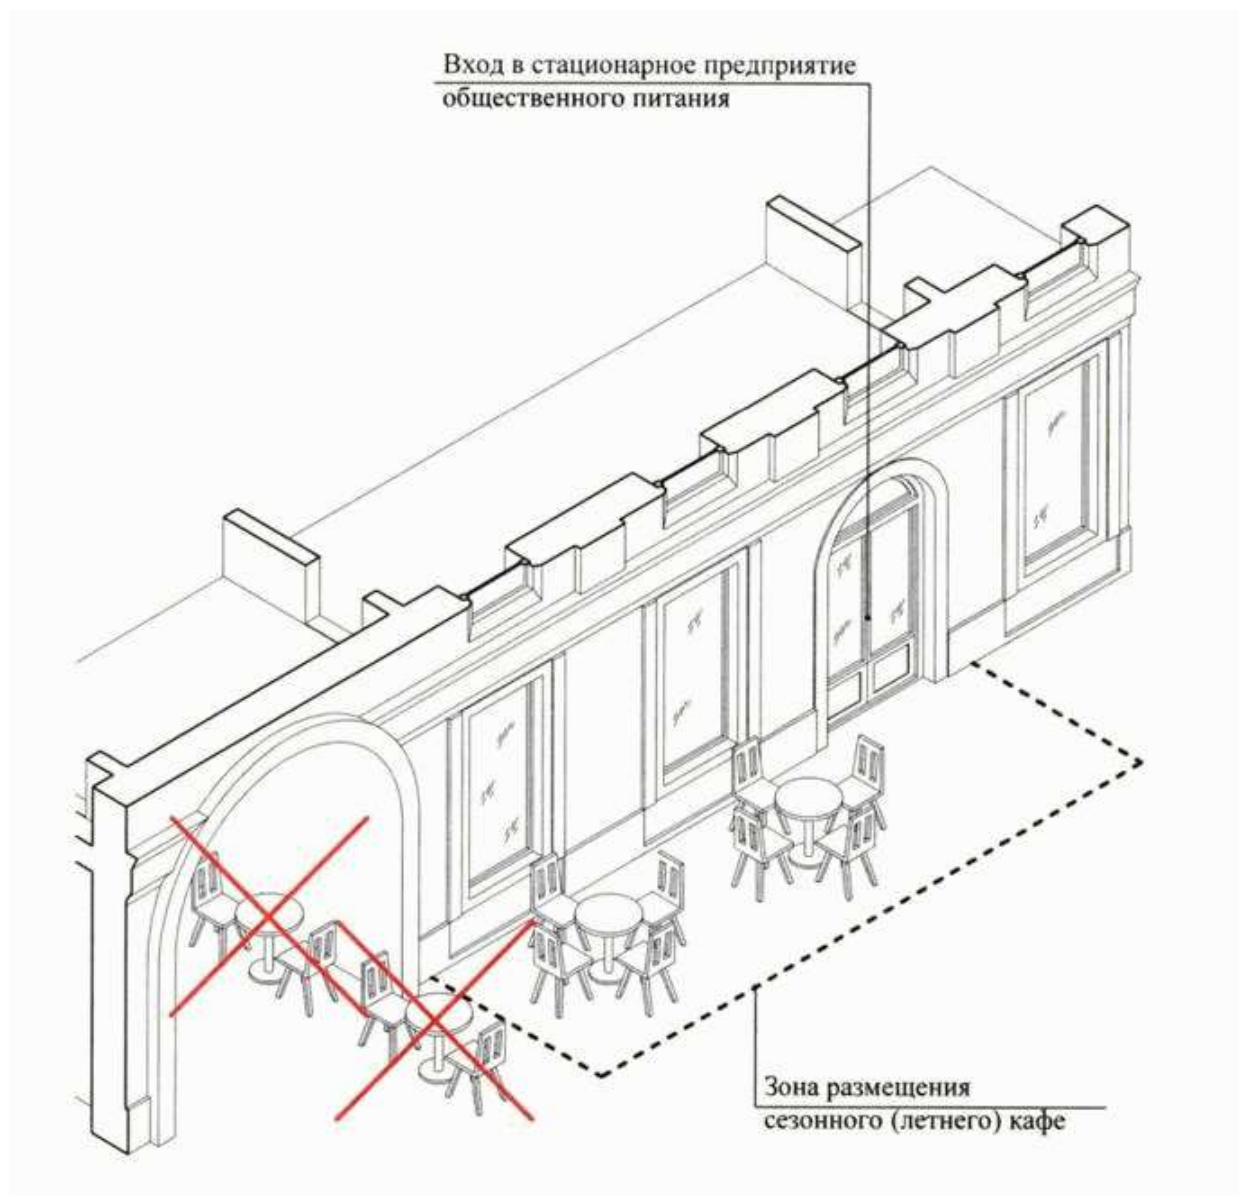 Вход в стационарное предприятие
общественного питания
Зона размещения
сезонного (летнего) кафе